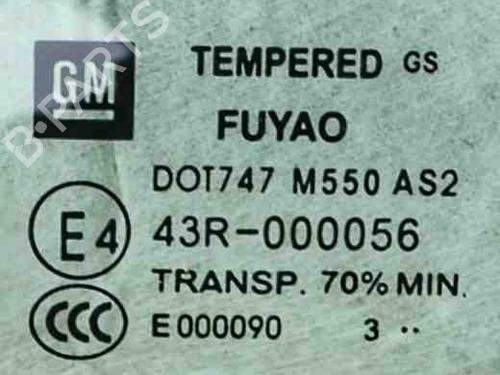 GM TEMPERED GS
FUYAO
DOT747 M550 AS2
E4 43R-000056
TRANSP. 70% MIN.
CCC E000090 3 ··
B·PARTS